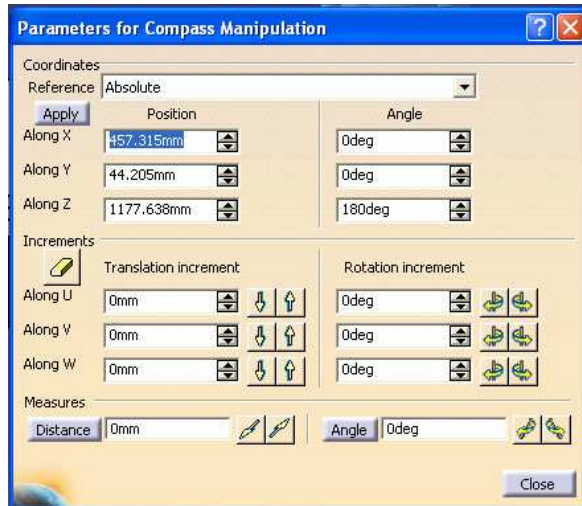 Parameters for Compass Manipulation
Coordinates
Reference Absolute
Apply Position Angle
Along X 457.315mm 0deg
Along Y 44.205mm 0deg
Along Z 1177.638mm 180deg
Increments
Translation increment Rotation increment
Along U 0mm 0deg
Along V 0mm 0deg
Along W 0mm 0deg
Measures
Distance 0mm Angle 0deg
Close